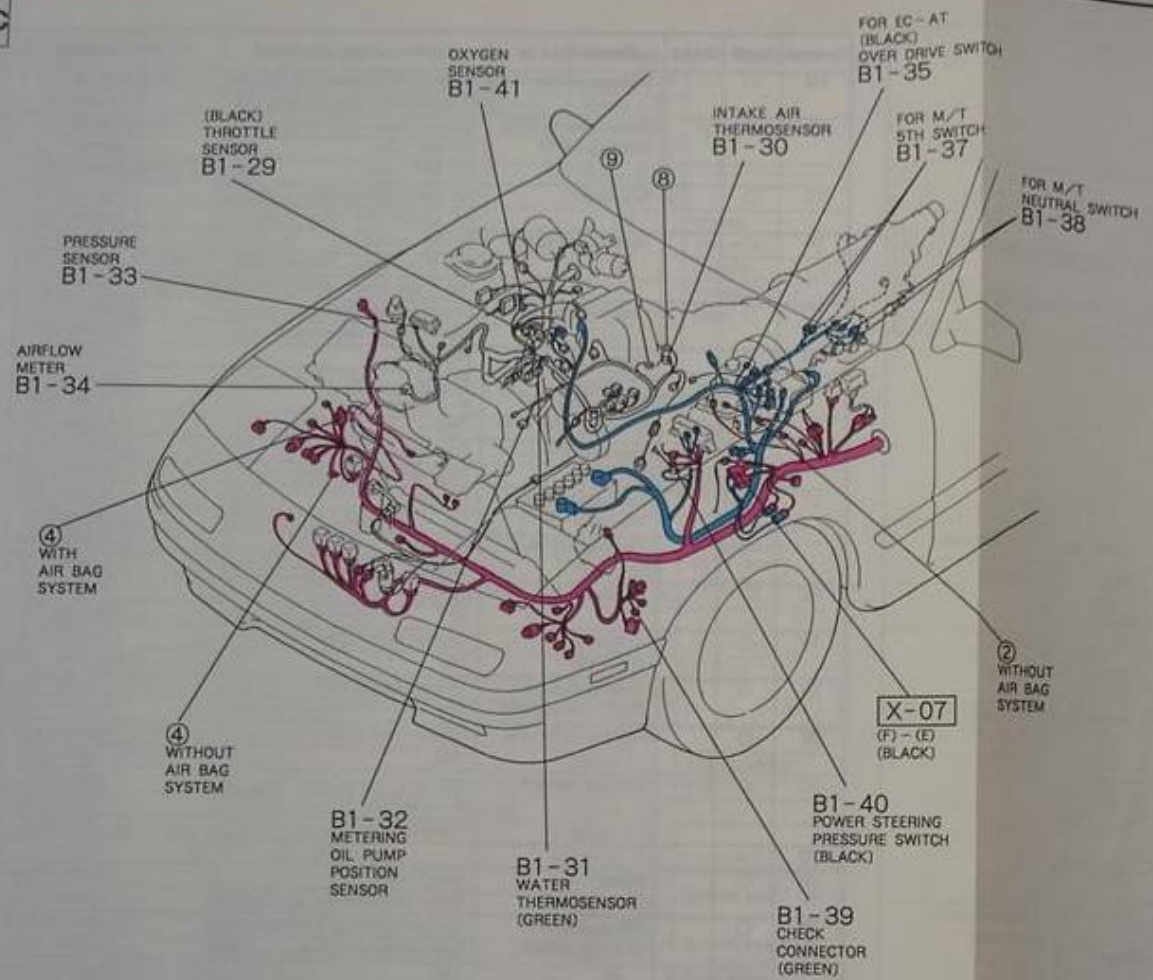 FOR EC-AT
(BLACK)
OVER DRIVE SWITCH
B1-35
OXYGEN
SENSOR
B1-41
(BLACK)
THROTTLE
SENSOR
B1-29
INTAKE AIR
THERMOSENSOR
B1-30
FOR M/T
5TH SWITCH
B1-37
⑨
⑧
FOR M/T
NEUTRAL SWITCH
B1-38
PRESSURE
SENSOR
B1-33
AIRFLOW
METER
B1-34
④
WITH
AIR BAG
SYSTEM
④
WITHOUT
AIR BAG
SYSTEM
②
WITHOUT
AIR BAG
SYSTEM
X-07
(F)-(E)
(BLACK)
B1-32
METERING
OIL PUMP
POSITION
SENSOR
B1-31
WATER
THERMOSENSOR
(GREEN)
B1-40
POWER STEERING
PRESSURE SWITCH
(BLACK)
B1-39
CHECK
CONNECTOR
(GREEN)